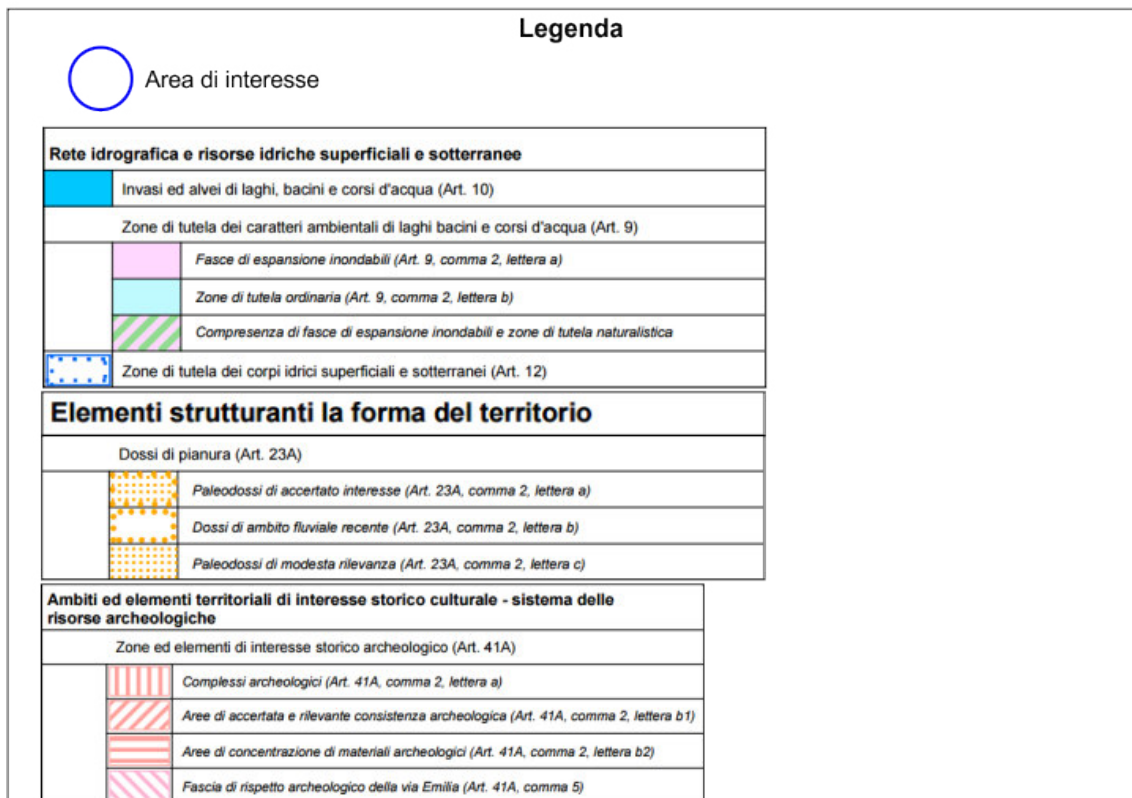 Legenda
Area di interesse
Rete idrografica e risorse idriche superficiali e sotterranee
Invasi ed alvei di laghi, bacini e corsi d'acqua (Art. 10)
Zone di tutela dei caratteri ambientali di laghi bacini e corsi d'acqua (Art. 9)
Fasce di espansione inondabili (Art. 9, comma 2, lettera a)
Zone di tutela ordinaria (Art. 9, comma 2, lettera b)
Compresenza di fasce di espansione inondabili e zone di tutela naturalistica
Zone di tutela dei corpi idrici superficiali e sotterranei (Art. 12)
Elementi strutturanti la forma del territorio
Dossi di pianura (Art. 23A)
Paleodossi di accertato interesse (Art. 23A, comma 2, lettera a)
Dossi di ambito fluviale recente (Art. 23A, comma 2, lettera b)
Paleodossi di modesta rilevanza (Art. 23A, comma 2, lettera c)
Ambiti ed elementi territoriali di interesse storico culturale - sistema delle
risorse archeologiche
Zone ed elementi di interesse storico archeologico (Art. 41A)
Complessi archeologici (Art. 41A, comma 2, lettera a)
Aree di accertata e rilevante consistenza archeologica (Art. 41A, comma 2, lettera b1)
Aree di concentrazione di materiali archeologici (Art. 41A, comma 2, lettera b2)
Fascia di rispetto archeologico della via Emilia (Art. 41A, comma 5)